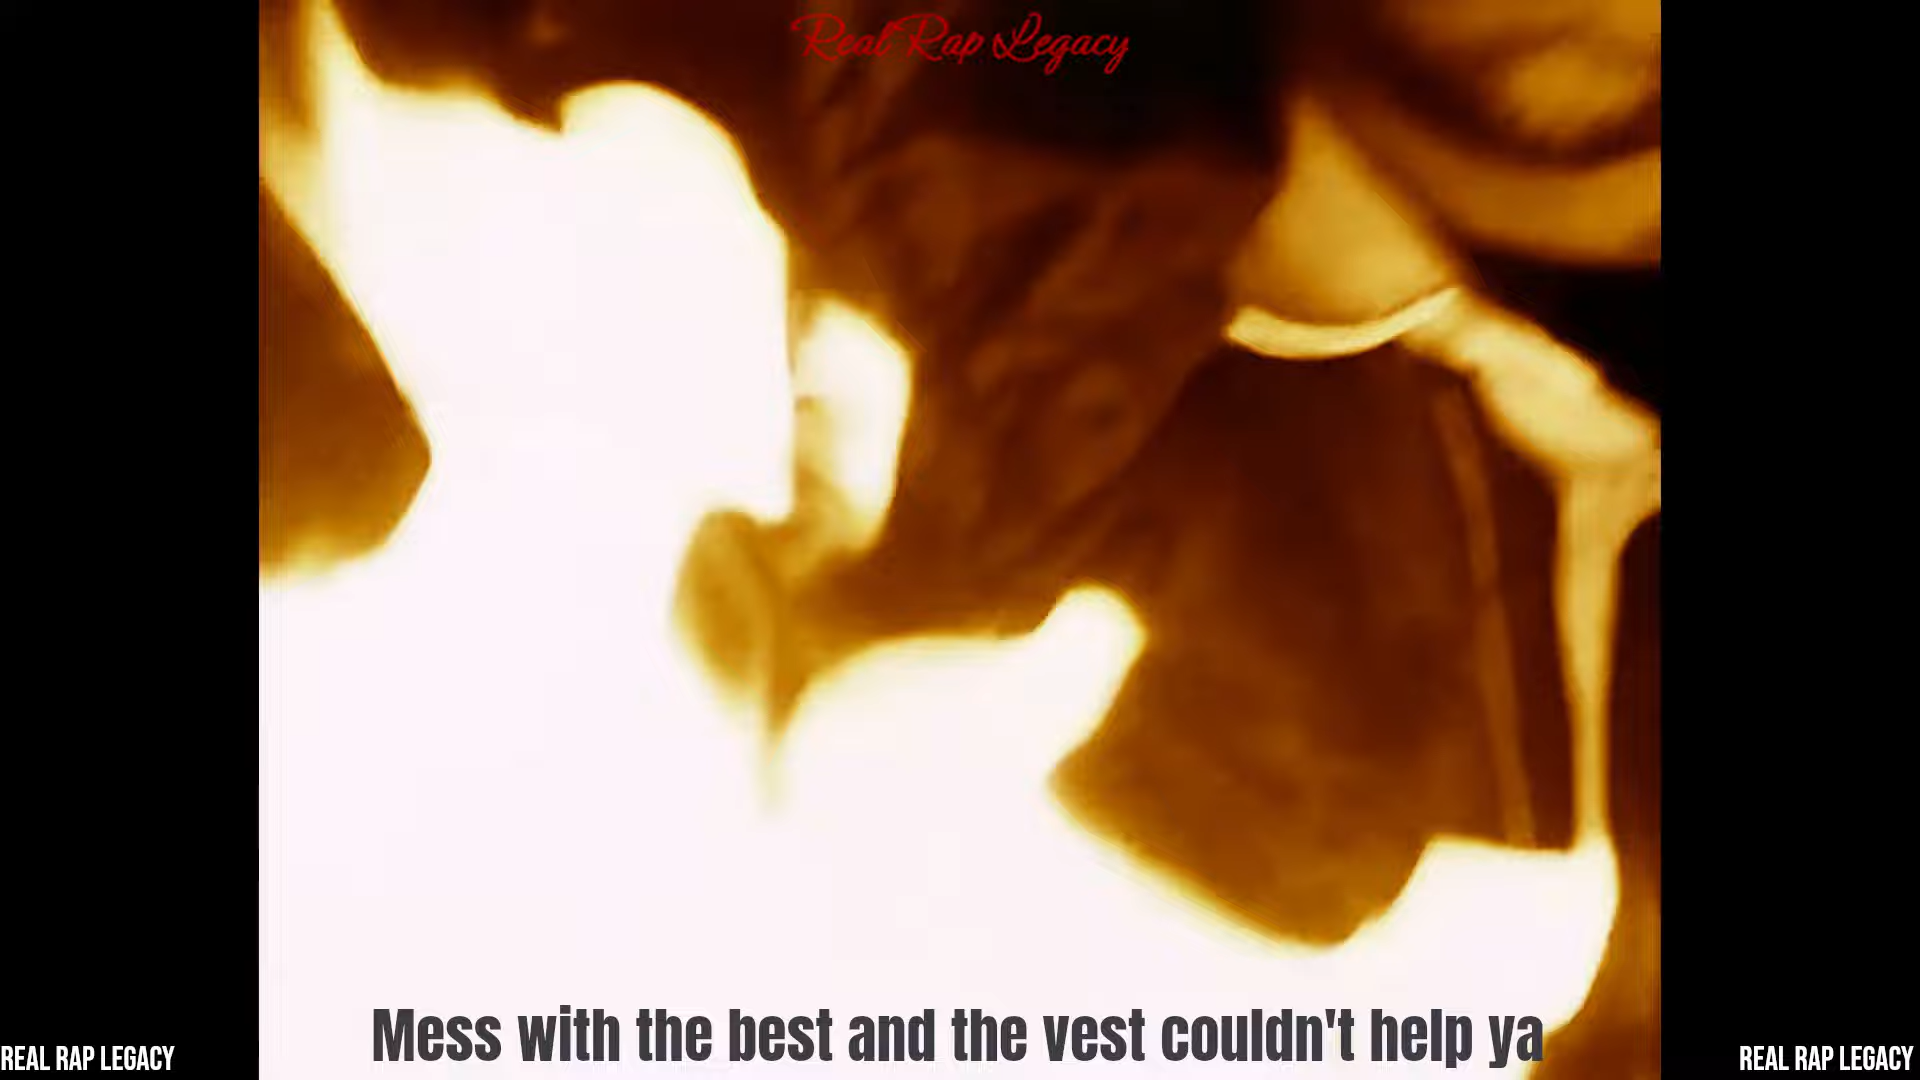 Real Rap Legacy
Mess with the best and the vest couldn't help ya
REAL RAP LEGACY
REAL RAP LEGACY